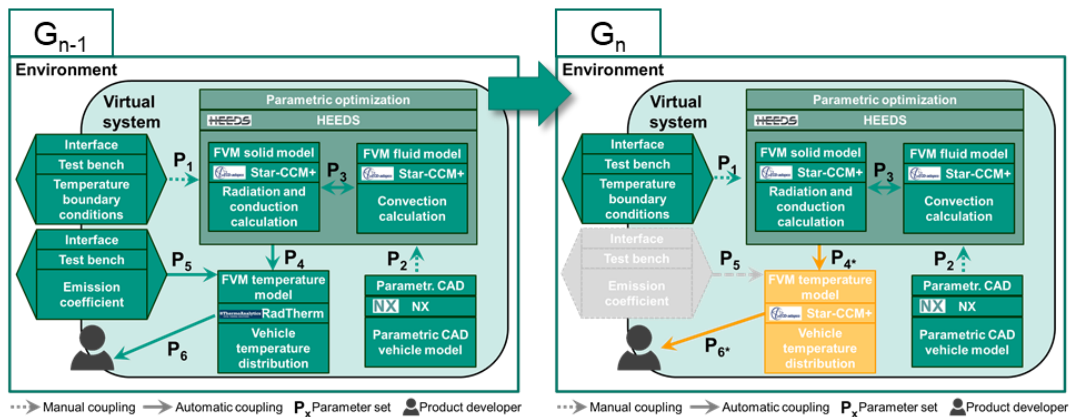 G n-1
Environment
Virtual
system
Parametric optimization
HEEDS
HEEDS
Interface
Test bench
Temperature
boundary
conditions
P1
FVM solid model
Star-CCM+
Radiation and
conduction
calculation
P3
FVM fluid model
Star-CCM+
Convection
calculation
Interface
Test bench
Emission
coefficient
P5
P4
P2
FVM temperature
model
ThermoAnalytics
RadTherm
Vehicle
temperature
distribution
Parametr. CAD
NX
NX
Parametric CAD
vehicle model
P6
Manual coupling
Automatic coupling
Px Parameter set
Product developer
G n
Environment
Virtual
system
Parametric optimization
HEEDS
HEEDS
Interface
Test bench
Temperature
boundary
conditions
P1
FVM solid model
Star-CCM+
Radiation and
conduction
calculation
P3
FVM fluid model
Star-CCM+
Convection
calculation
Interface
Test bench
Emission
coefficient
P5
P4*
P2
FVM temperature
model
Star-CCM+
Vehicle
temperature
distribution
Parametr. CAD
NX
NX
Parametric CAD
vehicle model
P6*
Manual coupling
Automatic coupling
Px Parameter set
Product developer